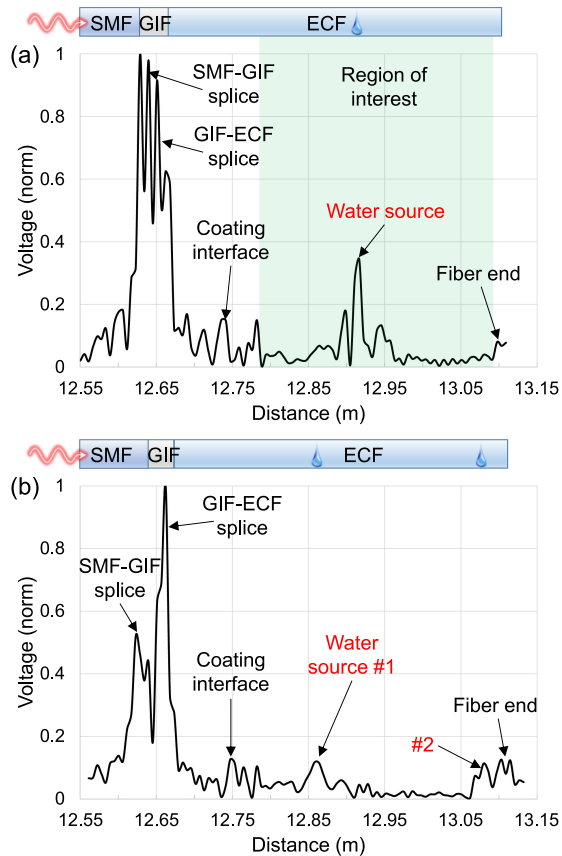 SMF GIF ECF
(a)
1
SMF-GIF
splice
Region of
interest
0.8
GIF-ECF
splice
0.6
Voltage (norm)
Water source
Coating
interface
0.4
Fiber end
0.2
0
12.55 12.65 12.75 12.85 12.95 13.05 13.15
Distance (m)
SMF GIF ECF
(b)
1
GIF-ECF
splice
0.8
SMF-GIF
splice
0.6
Voltage (norm)
Water
source #1
Coating
interface
0.4
Fiber end
#2
0.2
0
12.55 12.65 12.75 12.85 12.95 13.05 13.15
Distance (m)